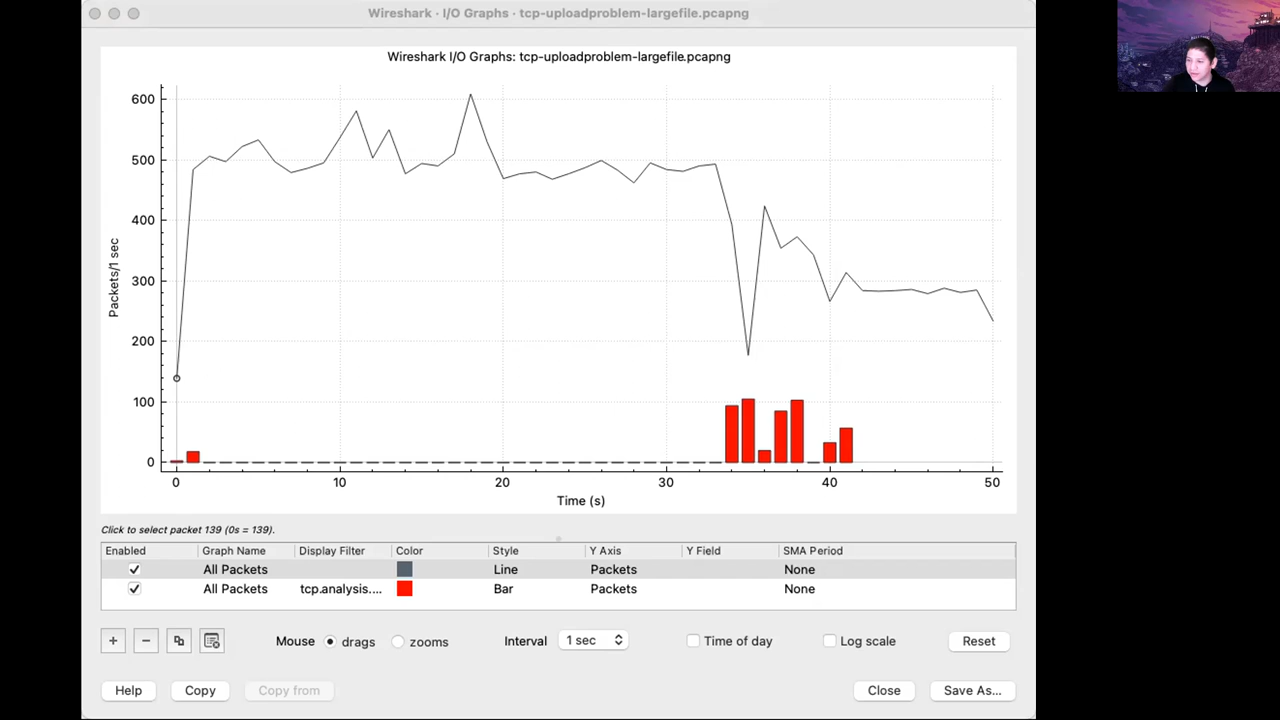 Wireshark · I/O Graphs · tcp-uploadproblem-largefile.pcapng
Wireshark I/O Graphs: tcp-uploadproblem-largefile.pcapng
600
500
400
300
200
100
0
Packets/1 sec
0 10 20 30 40 50
Time (s)
Click to select packet 139 (0s = 139).
Enabled Graph Name Display Filter Color Style Y Axis Y Field SMA Period
All Packets Line Packets None
All Packets tcp.analysis.... Bar Packets None
+ − Mouse drags zooms Interval 1 sec Time of day Log scale Reset
Help Copy Copy from Close Save As...